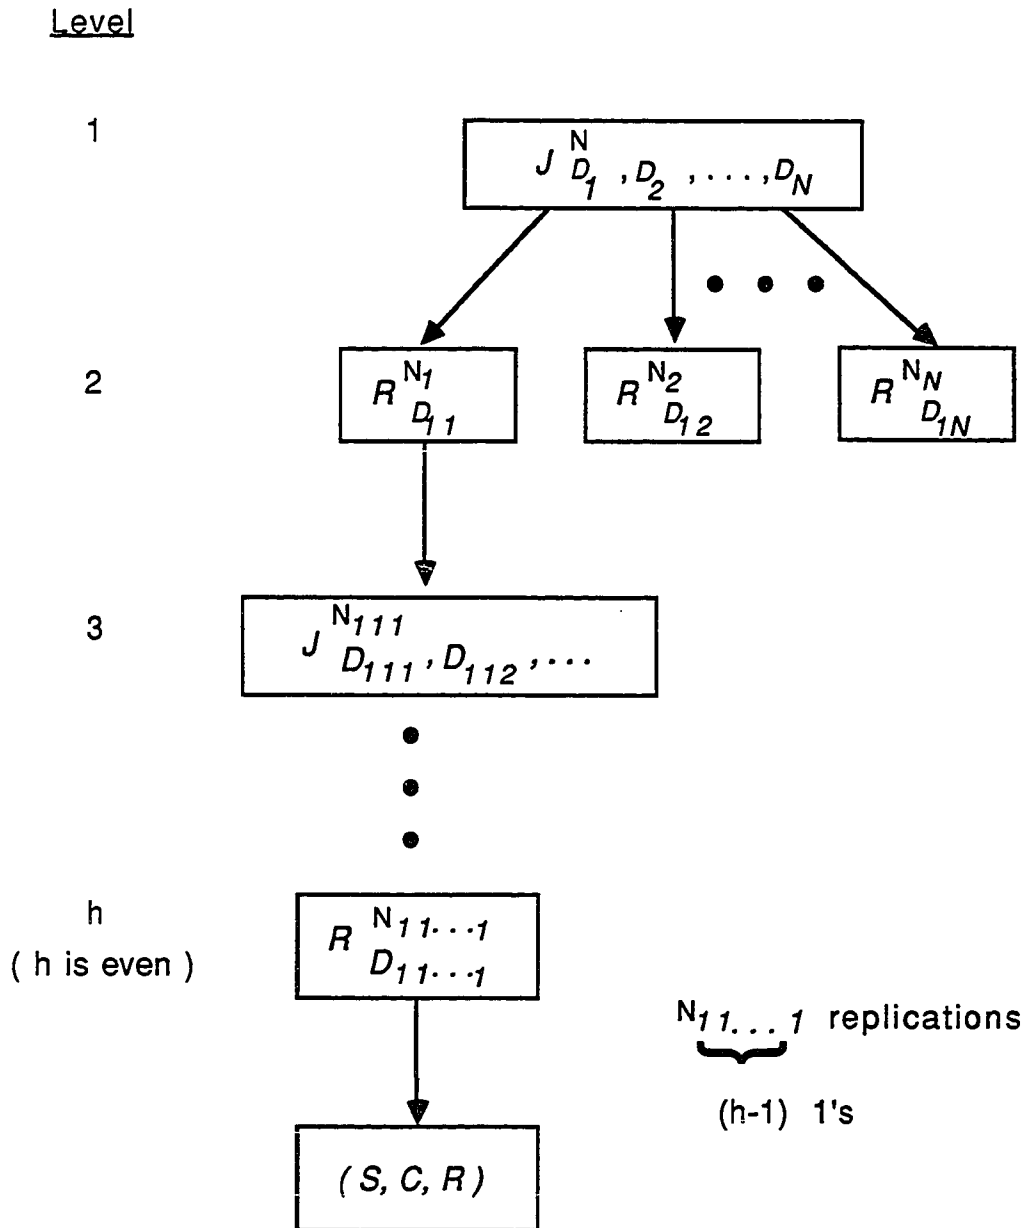 Level
1
J N D1 , D2 , . . . , DN
2
R N1 D11
R N2 D12
R NN D1N
3
J N111 D111 , D112 , . . .
h
( h is even )
R N11...1 D11...1
N11...1 replications
(h-1) 1's
( S, C, R )